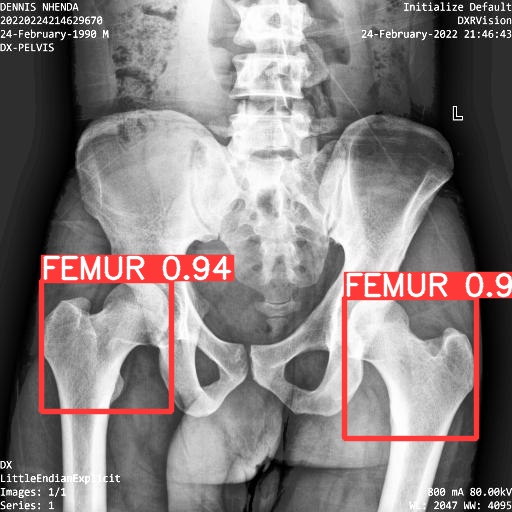 DENNIS NHENDA
20220224214629670
24-February-1990 M
DX-PELVIS
Initialize Default
DXRVision
24-February-2022 21:46:43
L
FEMUR 0.94
FEMUR 0.9
DX
LittleEndianExplicit
Images: 1/1
Series: 1
800 mA 80.00kV
WL: 2047 WW: 4095